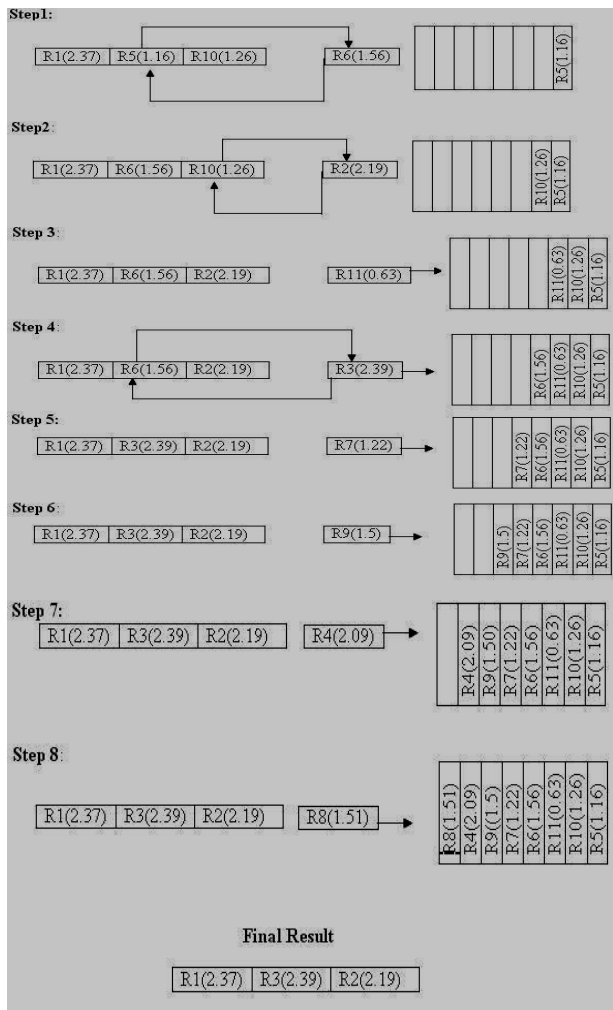 Step1:
R1(2.37) R5(1.16) R10(1.26) R6(1.56) R5(1.16)
Step2
R1(2.37) R6(1.56) R10(1.26) R2(2.19) R10(1.26) R5(1.16)
Step 3:
R1(2.37) R6(1.56) R2(2.19) R11(0.63) R11(0.63) R10(1.26) R5(1.16)
Step 4:
R1(2.37) R6(1.56) R2(2.19) R3(2.39) R6(1.56) R11(0.63) R10(1.26) R5(1.16)
Step 5:
R1(2.37) R3(2.39) R2(2.19) R7(1.22) R7(1.22) R6(1.56) R11(0.63) R10(1.26) R5(1.16)
Step 6
R1(2.37) R3(2.39) R2(2.19) R9(1.5) R9(1.5) R7(1.22) R6(1.56) R11(0.63) R10(1.26) R5(1.16)
Step 7:
R1(2.37) R3(2.39) R2(2.19) R4(2.09) R4(2.09) R9(1.50) R7(1.22) R6(1.56) R11(0.63) R10(1.26) R5(1.16)
Step 8:
R1(2.37) R3(2.39) R2(2.19) R8(1.51) R8(1.51) R4(2.09) R9((1.5) R7(1.22) R6(1.56) R11(0.63) R10(1.26) R5(1.16)
Final Result
R1(2.37) R3(2.39) R2(2.19)